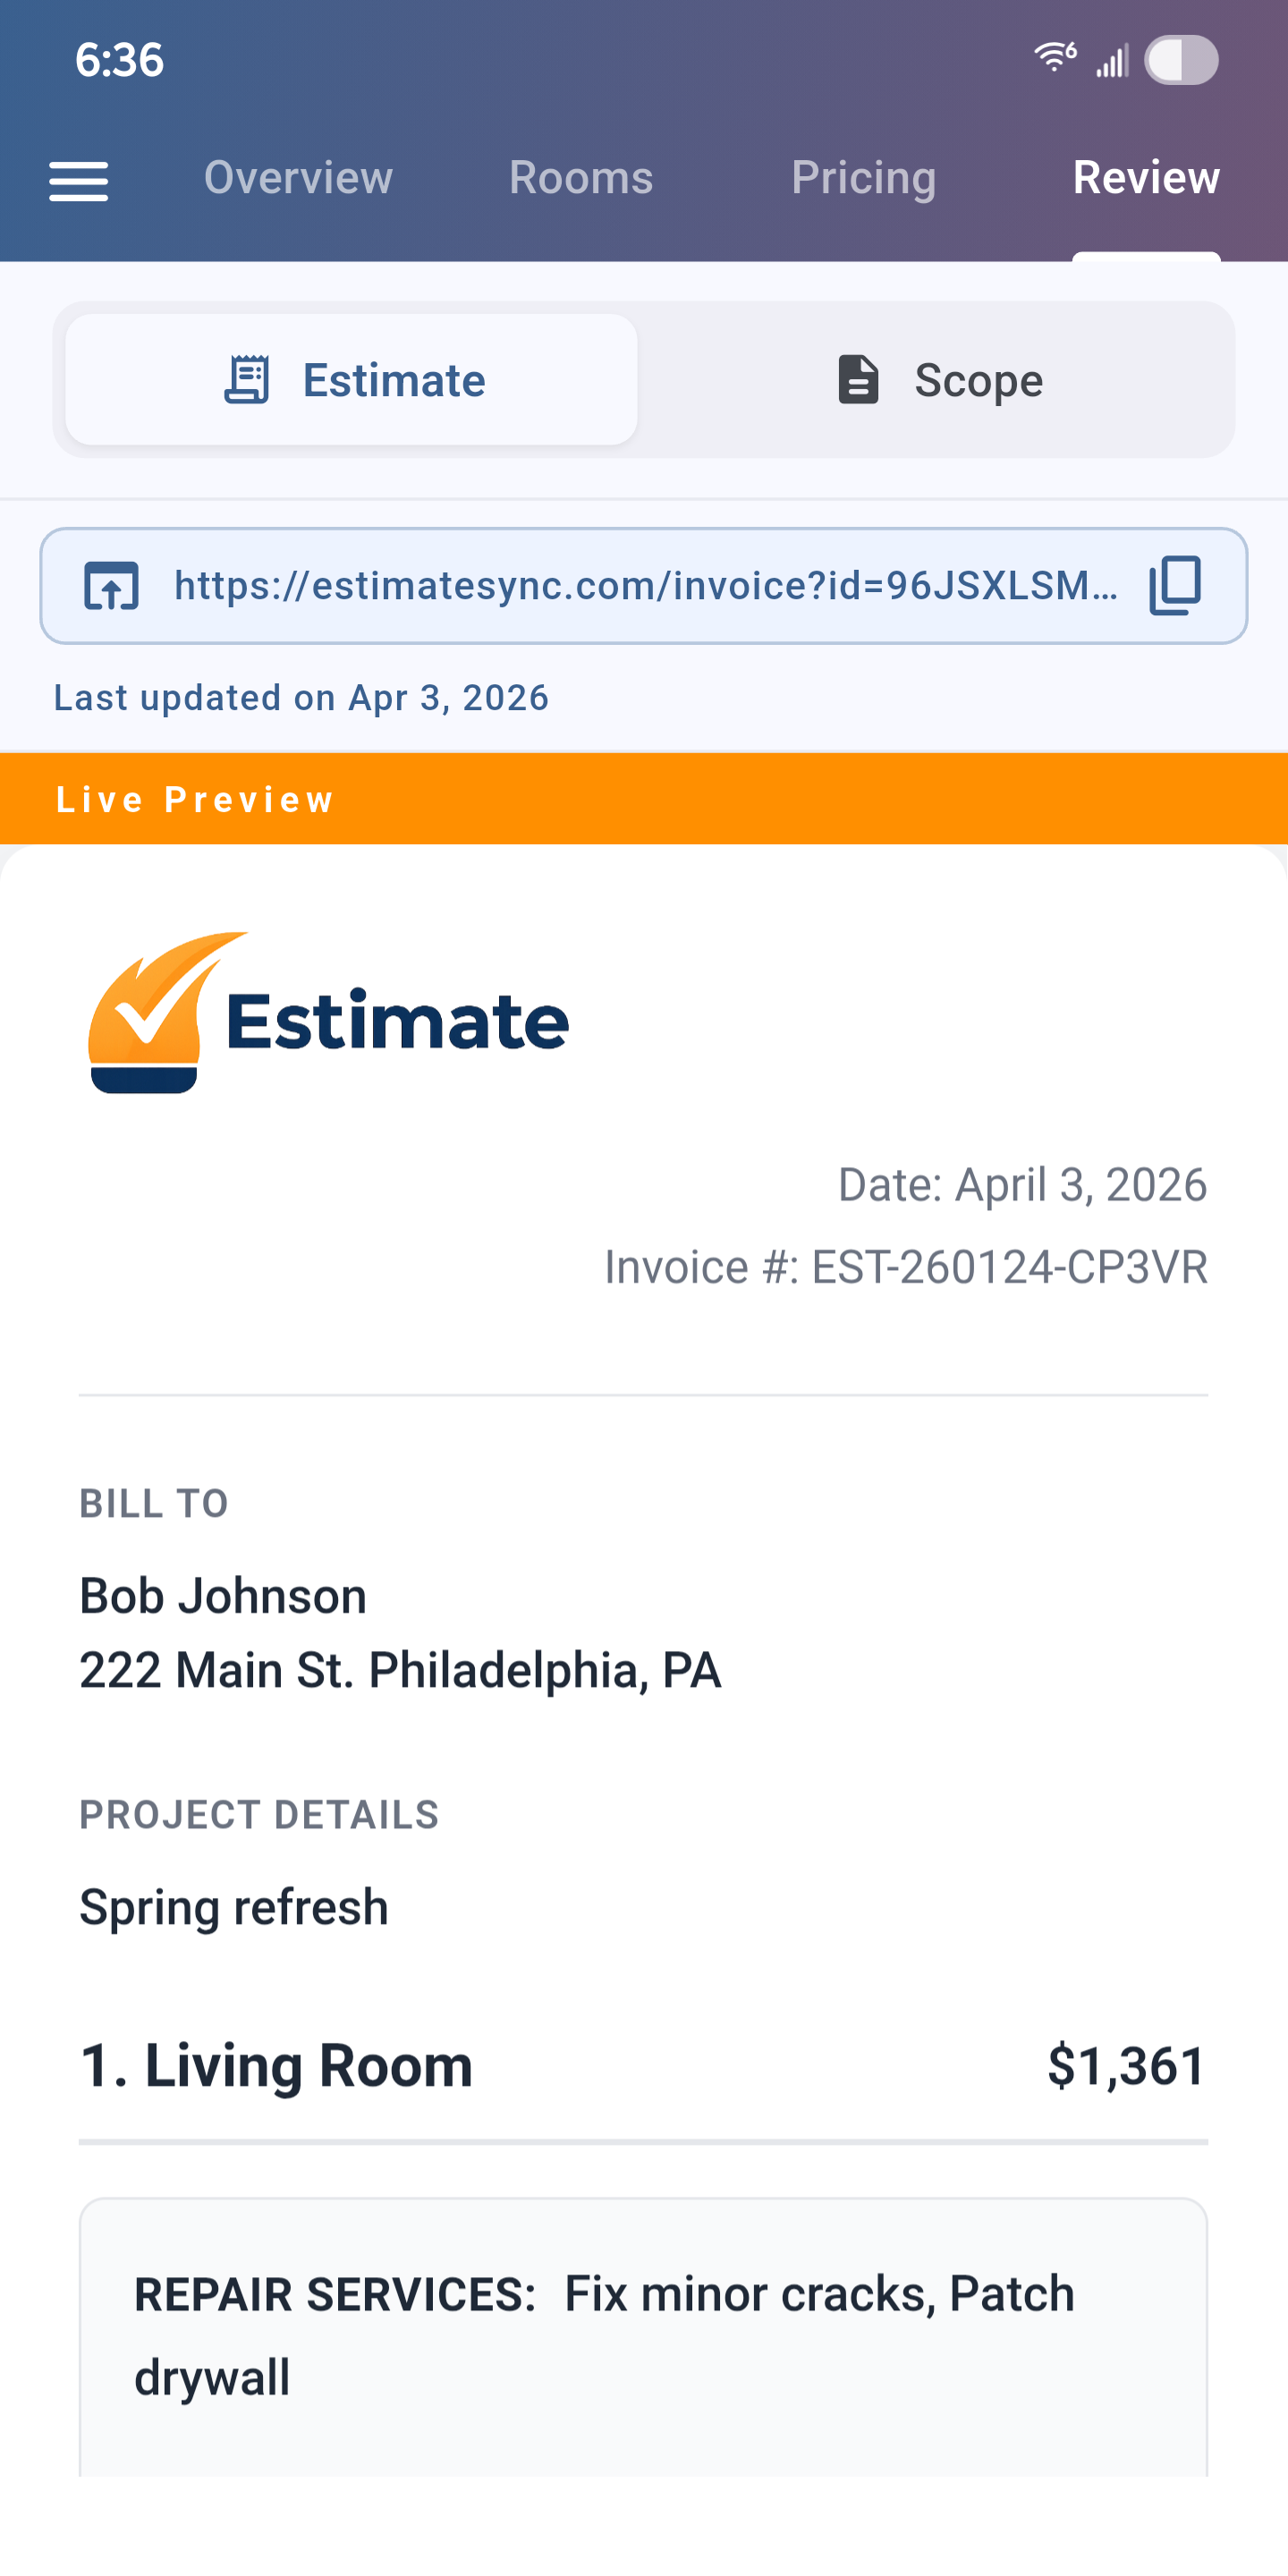 6:36
6
Overview Rooms Pricing Review
Estimate Scope
https://estimatesync.com/invoice?id=96JSXLSM...
Last updated on Apr 3, 2026
Live Preview
Estimate
Date: April 3, 2026
Invoice #: EST-260124-CP3VR
BILL TO
Bob Johnson
222 Main St. Philadelphia, PA
PROJECT DETAILS
Spring refresh
1. Living Room $1,361
REPAIR SERVICES: Fix minor cracks, Patch
drywall